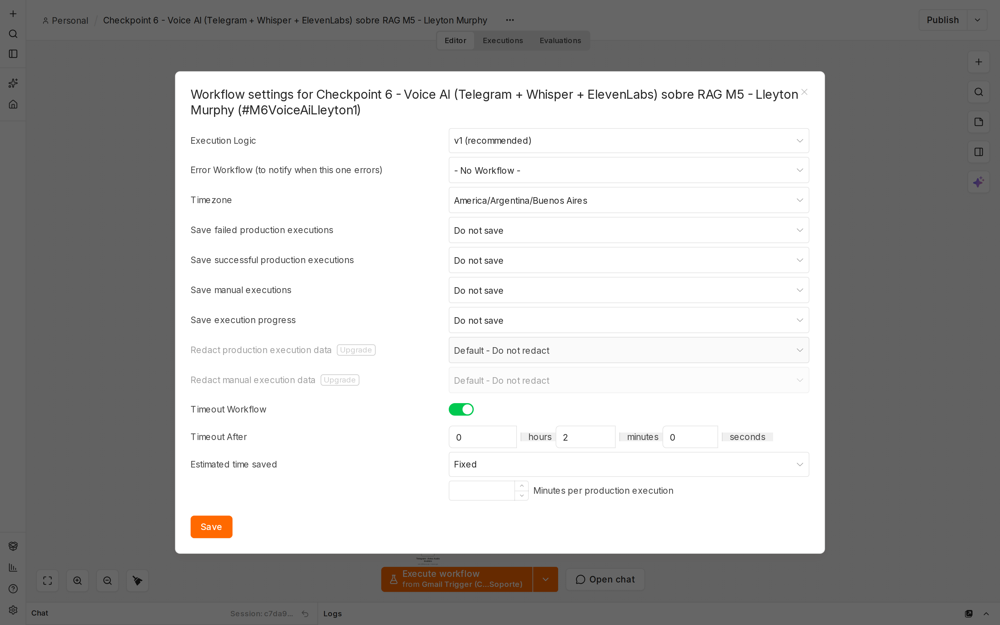 Personal / Checkpoint 6 - Voice AI (Telegram + Whisper + ElevenLabs) sobre RAG M5 - Lleyton Murphy
Publish
Editor Executions Evaluations
Workflow settings for Checkpoint 6 - Voice AI (Telegram + Whisper + ElevenLabs) sobre RAG M5 - Lleyton
Murphy (#M6VoiceAiLleyton1)
Execution Logic v1 (recommended)
Error Workflow (to notify when this one errors) - No Workflow -
Timezone America/Argentina/Buenos Aires
Save failed production executions Do not save
Save successful production executions Do not save
Save manual executions Do not save
Save execution progress Do not save
Redact production execution data Upgrade Default - Do not redact
Redact manual execution data Upgrade Default - Do not redact
Timeout Workflow
Timeout After 0 hours 2 minutes 0 seconds
Estimated time saved Fixed
Minutes per production execution
Save
Telegram - Aviso Audio
Execute workflow
from Gmail Trigger (C...Soporte)
Open chat
Chat Session: c7da9... Logs